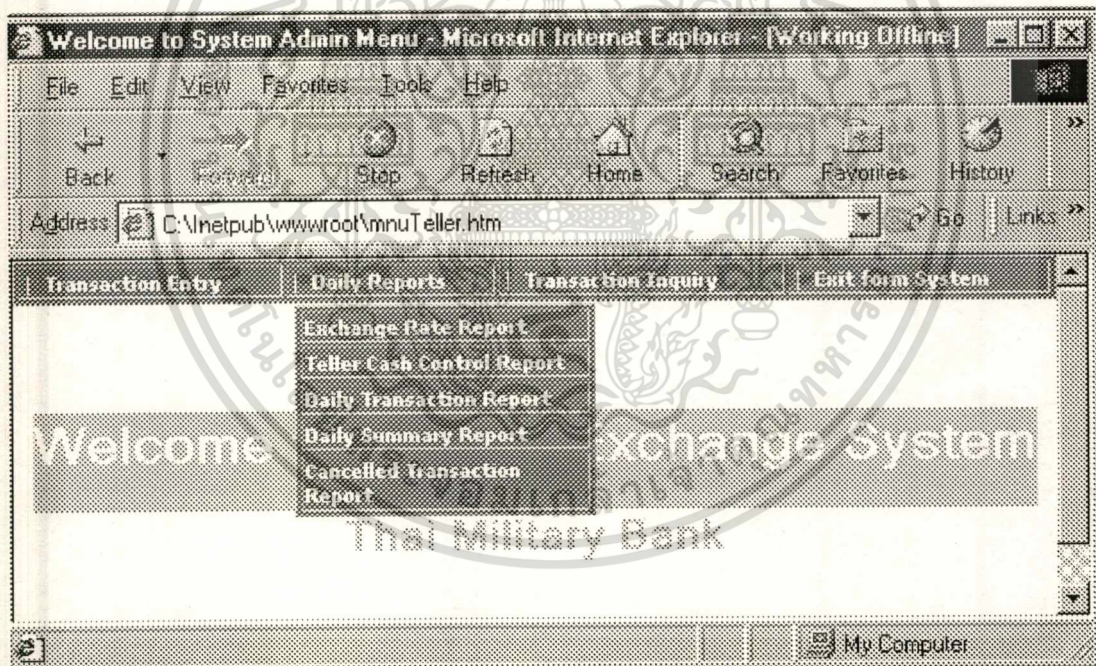 Welcome to System Admin Menu - Microsoft Internet Explorer - [Working Offline]
File Edit View Favorites Tools Help
Back Forward Stop Refresh Home Search Favorites History »
Address C:\Inetpub\wwwroot\mnuTeller.htm Go Links »
Transaction Entry Daily Reports Transaction Inquiry Exit form System
Exchange Rate Report
Teller Cash Control Report
Daily Transaction Report
Daily Summary Report
Cancelled Transaction
Report
Welcome xchange System
Thai Military Bank
My Computer